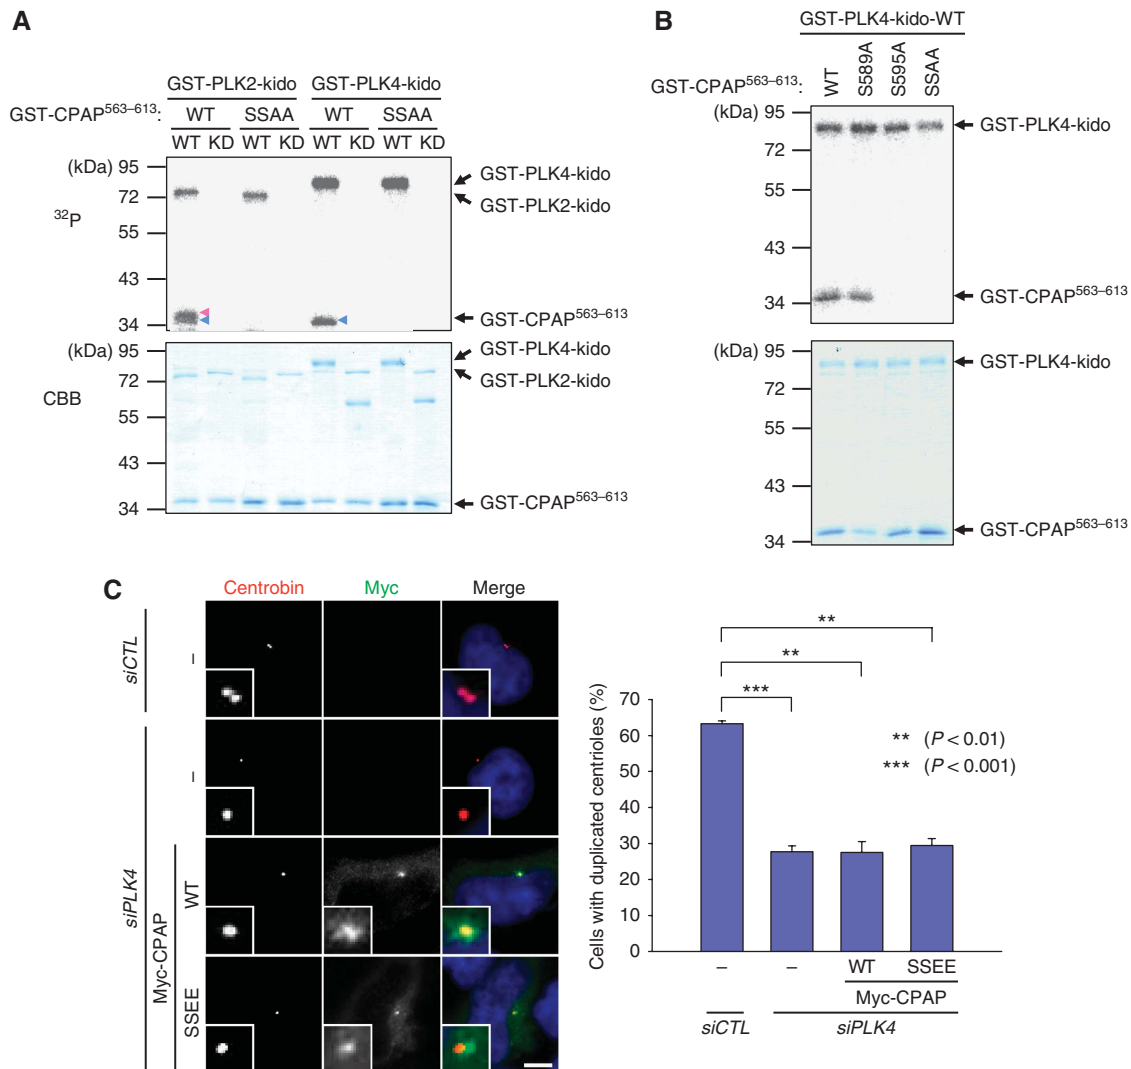 A
GST-PLK2-kido GST-PLK4-kido
GST-CPAP563–613: WT SSAA WT SSAA
(kDa) WT KD WT KD WT KD WT KD
95
72
55
43
34
32P
GST-PLK4-kido
GST-PLK2-kido
GST-CPAP563–613
(kDa)
95
72
55
43
34
CBB
GST-PLK4-kido
GST-PLK2-kido
GST-CPAP563–613
B
GST-PLK4-kido-WT
GST-CPAP563–613: WT S589A S595A SSAA
(kDa)
95
72
55
43
34
GST-PLK4-kido
GST-CPAP563–613
(kDa)
95
72
55
43
34
GST-PLK4-kido
GST-CPAP563–613
C
Centrobin Myc Merge
siCTL
–
siPLK4
–
Myc-CPAP
WT
SSEE
Cells with duplicated centrioles (%)
70
60
50
40
30
20
10
0
**
**
***
** (P < 0.01)
*** (P < 0.001)
– – WT SSEE
Myc-CPAP
siCTL siPLK4